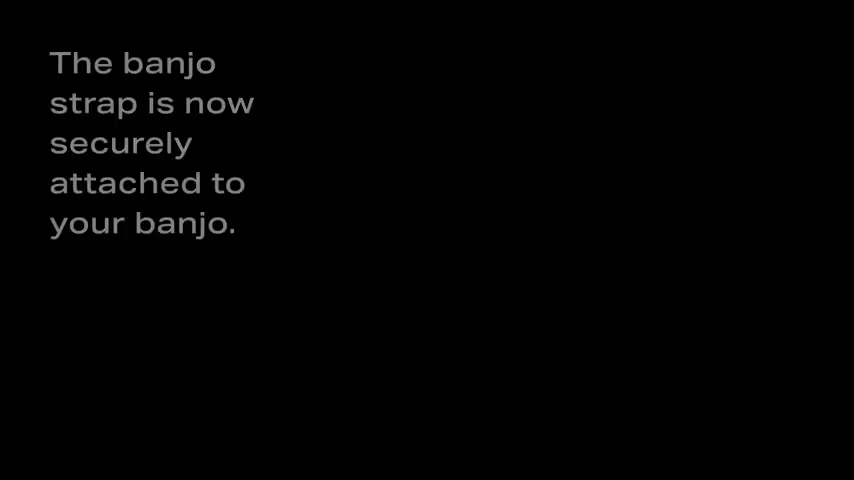 The banjo
strap is now
securely
attached to
your banjo.